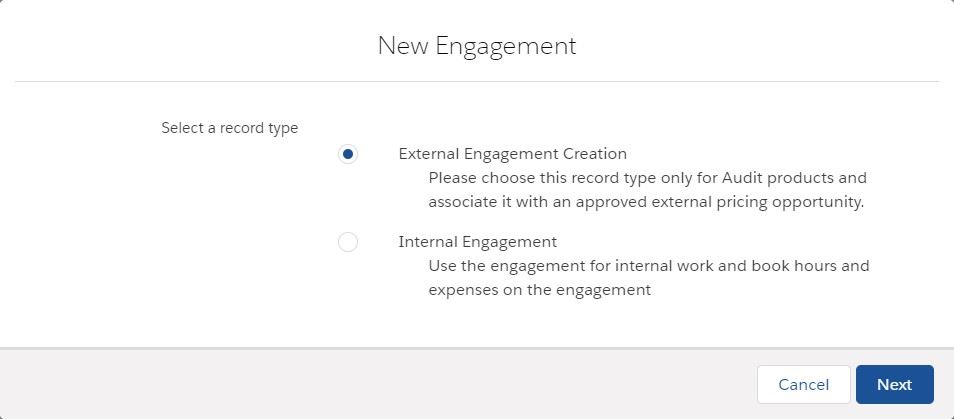 New Engagement
Select a record type
External Engagement Creation
Please choose this record type only for Audit products and
associate it with an approved external pricing opportunity.
Internal Engagement
Use the engagement for internal work and book hours and
expenses on the engagement
Cancel
Next